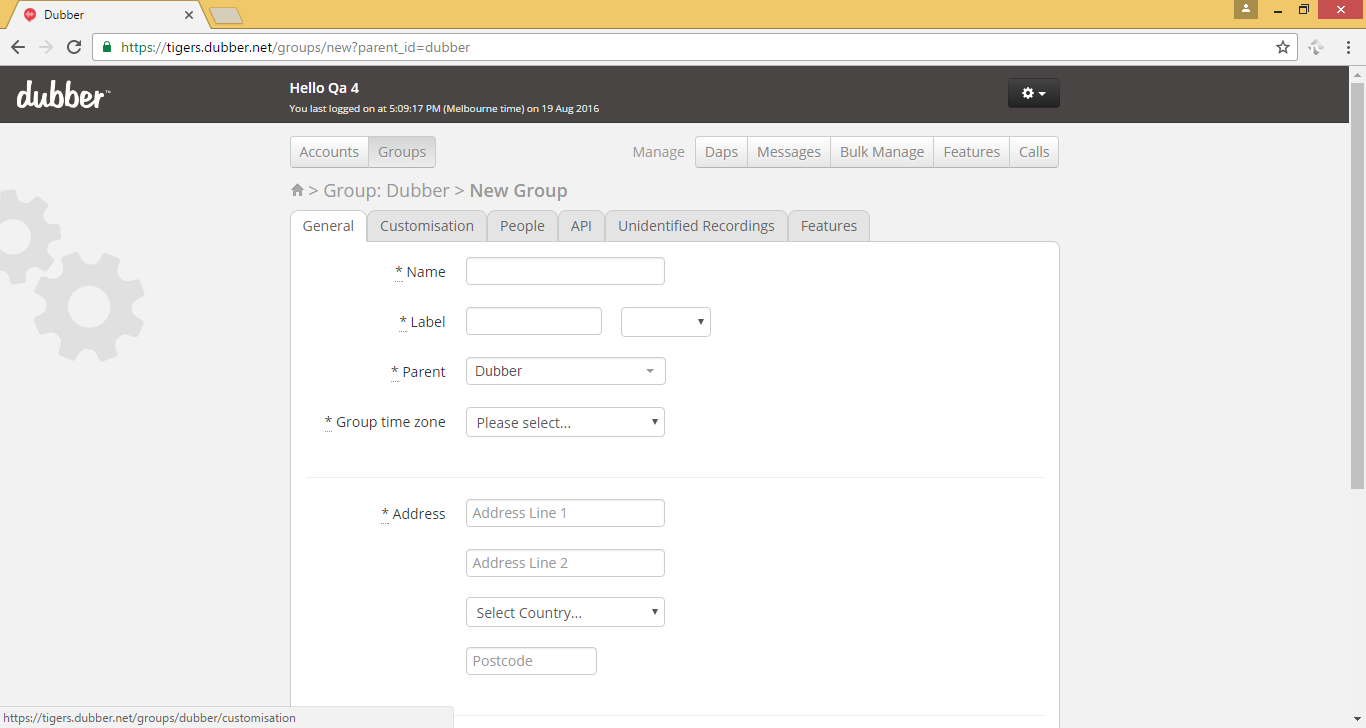 Dubber
https://tigers.dubber.net/groups/new?parent_id=dubber
dubber™
Hello Qa 4
You last logged on at 5:09:17 PM (Melbourne time) on 19 Aug 2016
Accounts Groups Manage Daps Messages Bulk Manage Features Calls
> Group: Dubber > New Group
General Customisation People API Unidentified Recordings Features
* Name
* Label
* Parent Dubber
* Group time zone Please select...
* Address Address Line 1
Address Line 2
Select Country...
Postcode
https://tigers.dubber.net/groups/dubber/customisation